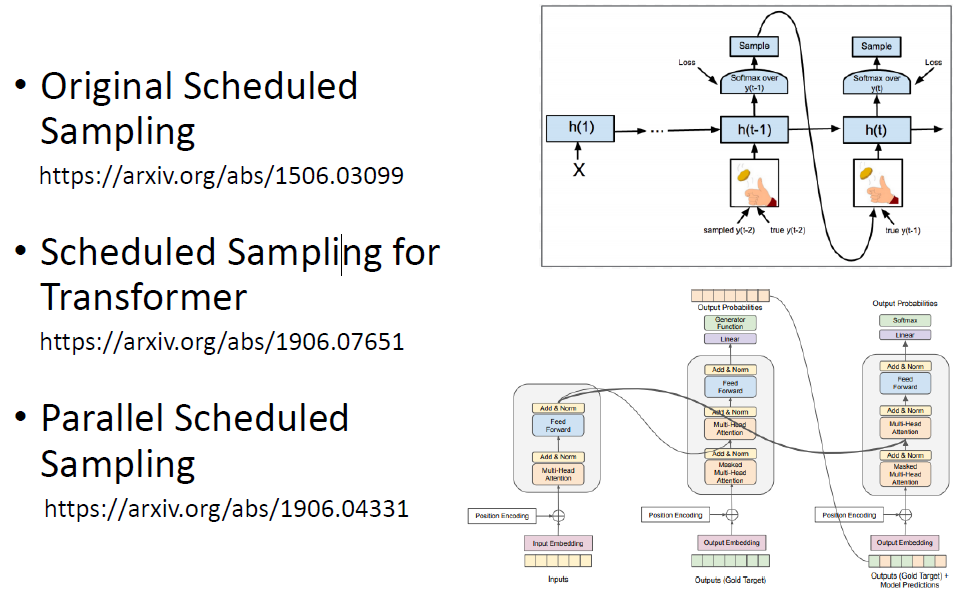 • Original Scheduled
Sampling
https://arxiv.org/abs/1506.03099
• Scheduled Sampling for
Transformer
https://arxiv.org/abs/1906.07651
• Parallel Scheduled
Sampling
https://arxiv.org/abs/1906.04331
Sample
Sample
Loss
Loss
Softmax over
y(t-1)
Softmax over
y(t)
h(1)
...
h(t-1)
h(t)
X
sampled y(t-2)
true y(t-2)
true y(t-1)
Output Probabilities
Generator
Function
Linear
Add & Norm
Feed
Forward
Add & Norm
Multi-Head
Attention
Add & Norm
Masked
Multi-Head
Attention
Position Encoding
Output Embedding
Outputs (Gold Target)
Add & Norm
Feed
Forward
Add & Norm
Multi-Head
Attention
Position Encoding
Input Embedding
Inputs
Output Probabilities
Softmax
Linear
Add & Norm
Feed
Forward
Add & Norm
Multi-Head
Attention
Add & Norm
Masked
Multi-Head
Attention
Position Encoding
Output Embedding
Outputs (Gold Target) +
Model Predictions